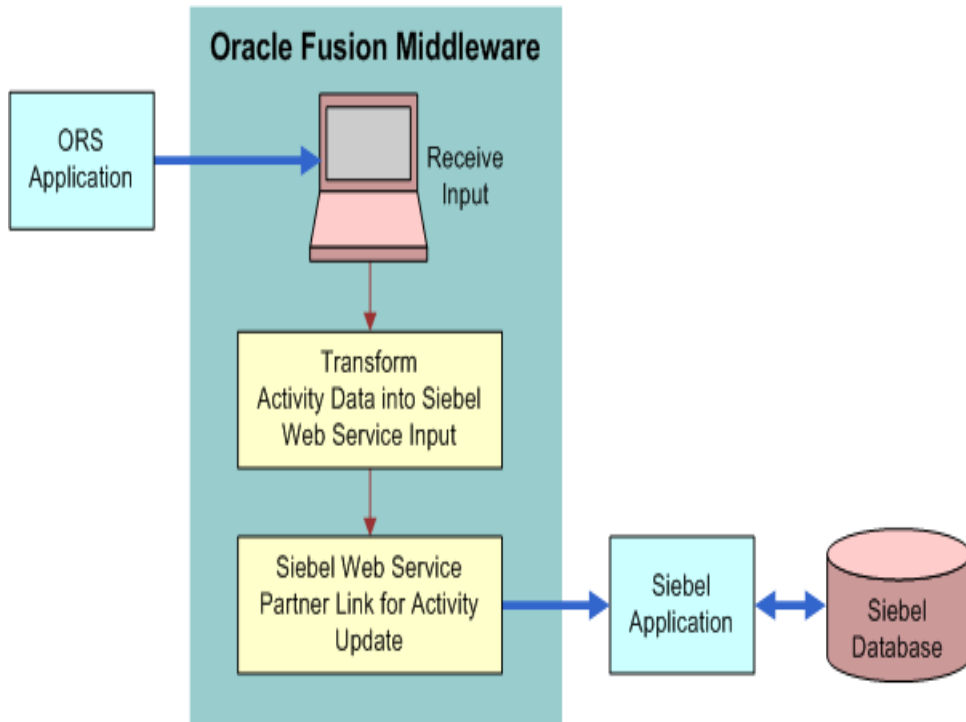 Oracle Fusion Middleware
ORS
Application
Receive
Input
Transform
Activity Data into Siebel
Web Service Input
Siebel Web Service
Partner Link for Activity
Update
Siebel
Application
Siebel
Database